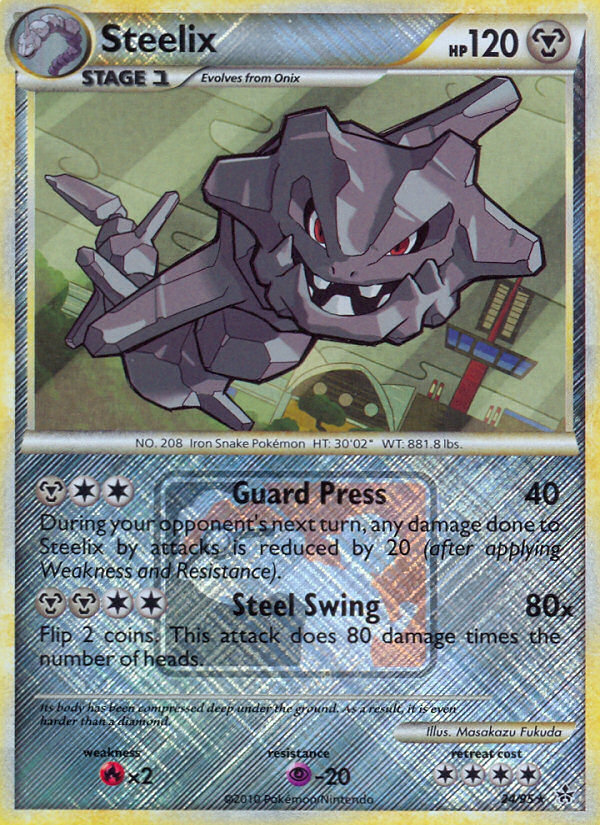 Steelix
HP120
STAGE 1
Evolves from Onix
NO. 208 Iron Snake Pokémon HT: 30'02" WT: 881.8 lbs.
Guard Press 40
During your opponent's next turn, any damage done to
Steelix by attacks is reduced by 20 (after applying
Weakness and Resistance).
Steel Swing 80x
Flip 2 coins. This attack does 80 damage times the
number of heads.
Its body has been compressed deep under the ground. As a result, it is even
harder than a diamond.
Illus. Masakazu Fukuda
weakness resistance retreat cost
x2 -20
©2010 Pokémon/Nintendo 24/95★